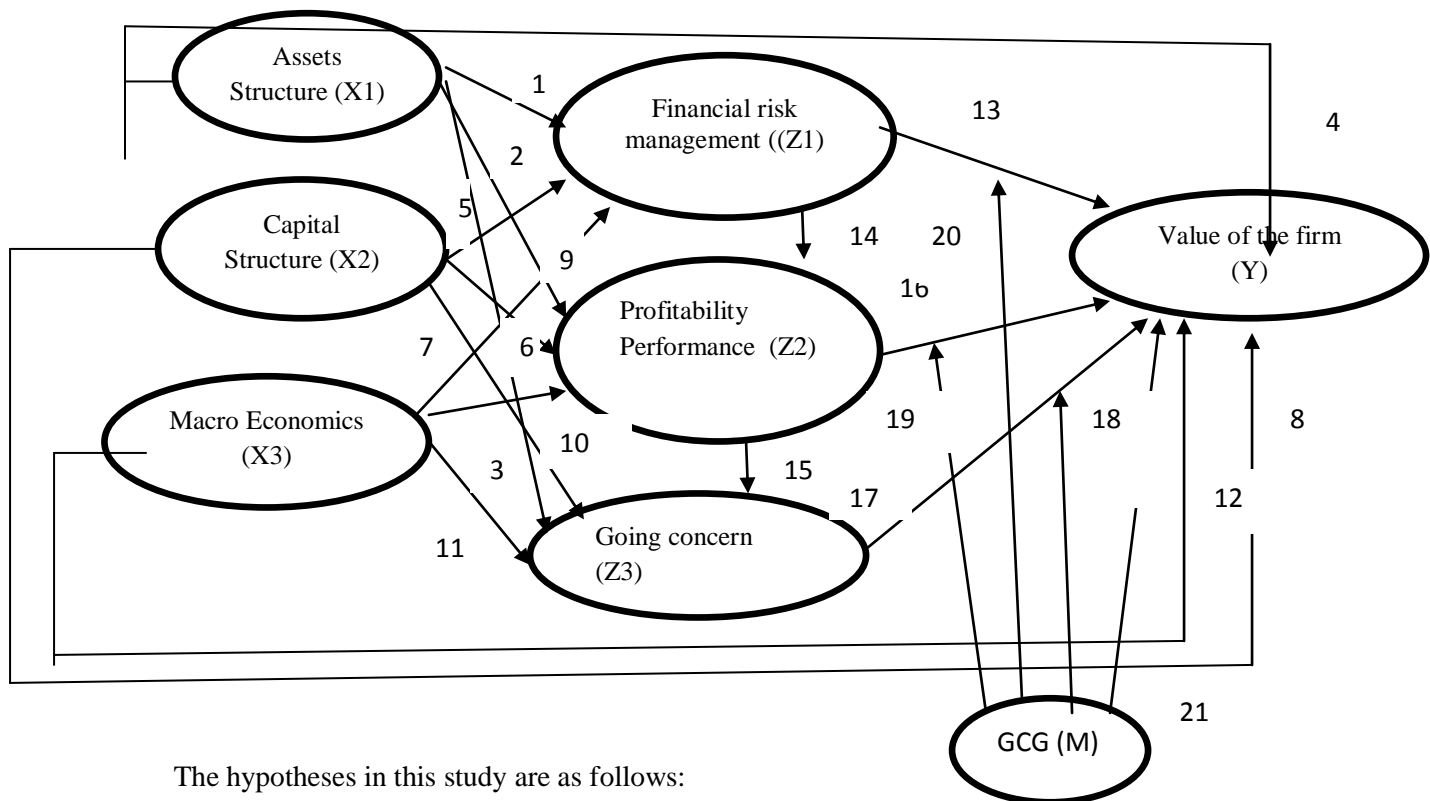 Assets
Structure (X1)
1
Financial risk
management ((Z1)
13
4
2
Capital
Structure (X2)
5
9
14
20
Value of the firm
(Y)
16
Profitability
Performance (Z2)
7
6
Macro Economics
(X3)
19
18
8
10
3
15
17
12
11
Going concern
(Z3)
21
GCG (M)
The hypotheses in this study are as follows: